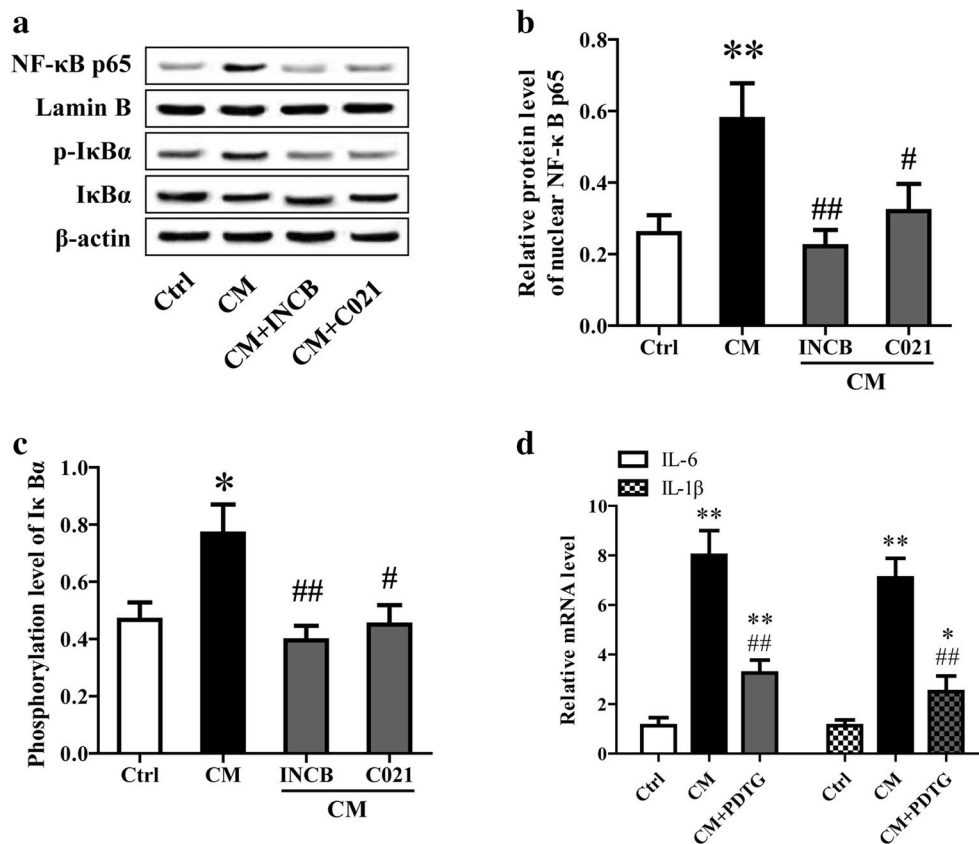 a
NF-κB p65
Lamin B
p-IκBα
IκBα
β-actin
Ctrl
CM
CM+INCB
CM+C021
b
Relative protein level
of nuclear NF-κ B p65
0.8
0.6
0.4
0.2
0.0
**
##
#
Ctrl
CM
INCB
C021
CM
c
Phosphorylation level of Iκ Bα
1.0
0.8
0.6
0.4
0.2
0.0
*
##
#
Ctrl
CM
INCB
C021
CM
d
IL-6
IL-1β
Relative mRNA level
10
8
6
4
2
0
**
**
##
**
*
##
Ctrl
CM
CM+PDTG
Ctrl
CM
CM+PDTG